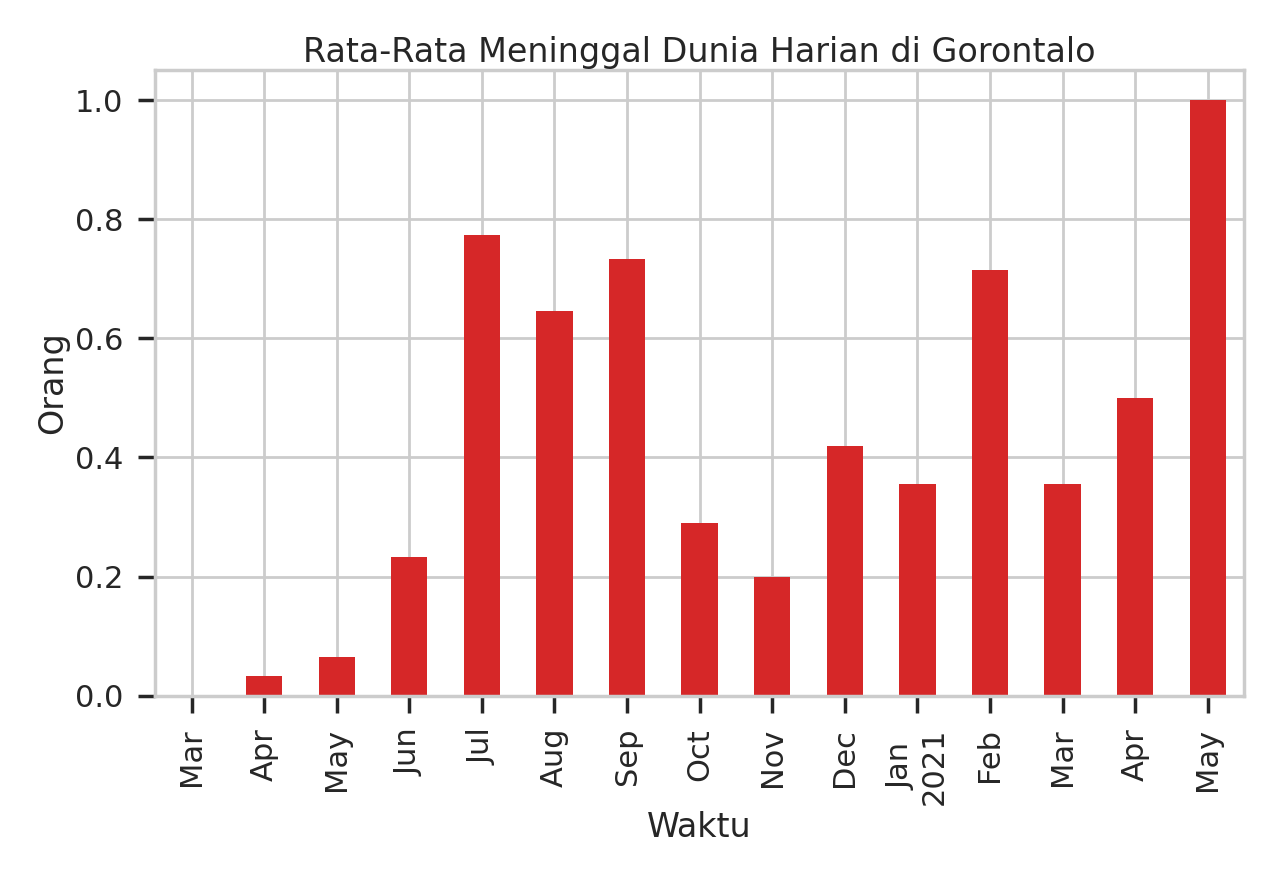 Rata-Rata Meninggal Dunia Harian di Gorontalo
Orang
1.0
0.8
0.6
0.4
0.2
0.0
Mar
Apr
May
Jun
Jul
Aug
Sep
Oct
Nov
Dec
Jan
2021
Feb
Mar
Apr
May
Waktu